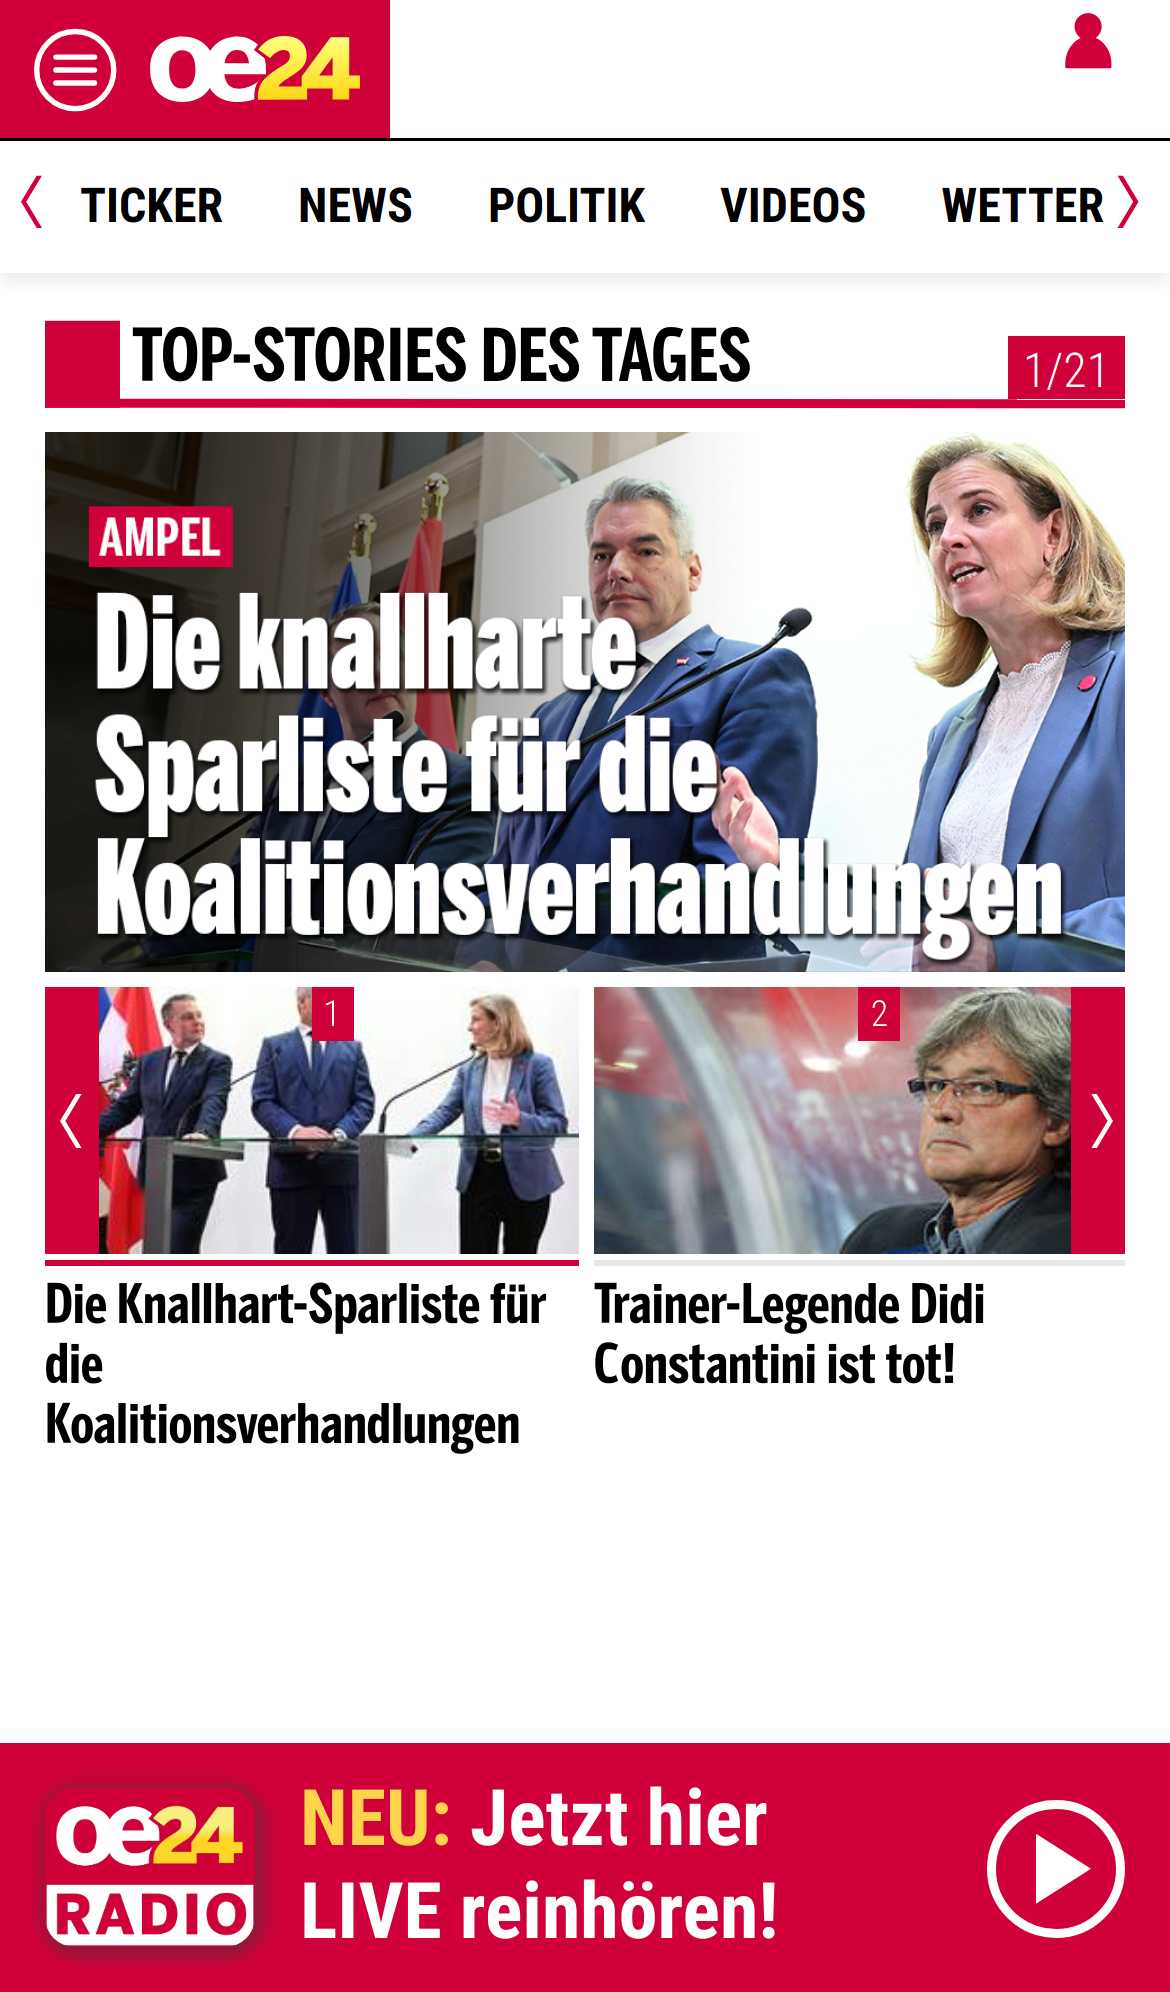 oe24
TICKER NEWS POLITIK VIDEOS WETTER
TOP-STORIES DES TAGES
1/21
AMPEL
Die knallharte
Sparliste für die
Koalitionsverhandlungen
1
Die Knallhart-Sparliste für
die
Koalitionsverhandlungen
2
Trainer-Legende Didi
Constantini ist tot!
oe24
RADIO
NEU: Jetzt hier
LIVE reinhören!